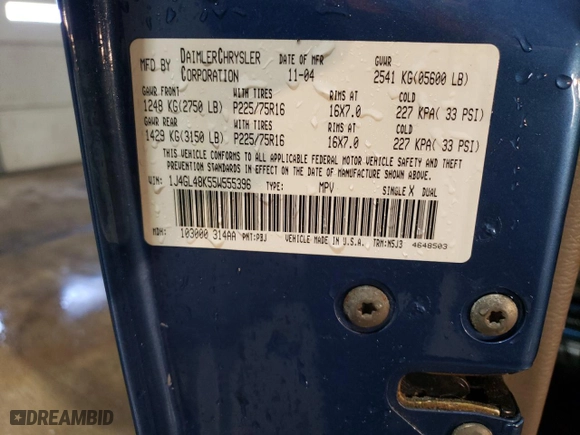 MFD BY DAIMLERCHRYSLER CORPORATION DATE OF MFR 11-04 GVWR 2541 KG(05600 LB)
GAWR FRONT WITH TIRES RIMS AT COLD
1248 KG(2750 LB) P225/75R16 16X7.0 227 KPA( 33 PSI)
GAWR REAR WITH TIRES RIMS AT COLD
1429 KG(3150 LB) P225/75R16 16X7.0 227 KPA( 33 PSI)
THIS VEHICLE CONFORMS TO ALL APPLICABLE FEDERAL MOTOR VEHICLE SAFETY AND THEFT
PREVENTION STANDARDS IN EFFECT ON THE DATE OF MANUFACTURE SHOWN ABOVE
VIN: 1J4GL48K55W555396 TYPE: MPV SINGLE X DUAL
MDH: 103000 314AA PNT:PBJ VEHICLE MADE IN U.S.A. TRM:N5J3 4648503
DREAMBID